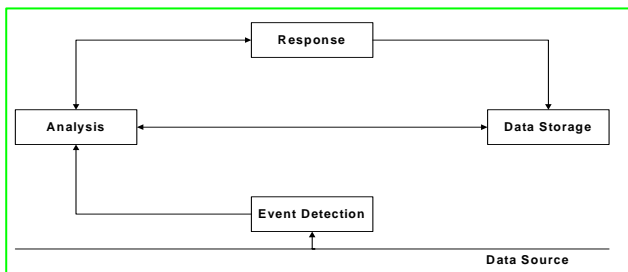 Response
Analysis
Data Storage
Event Detection
Data Source